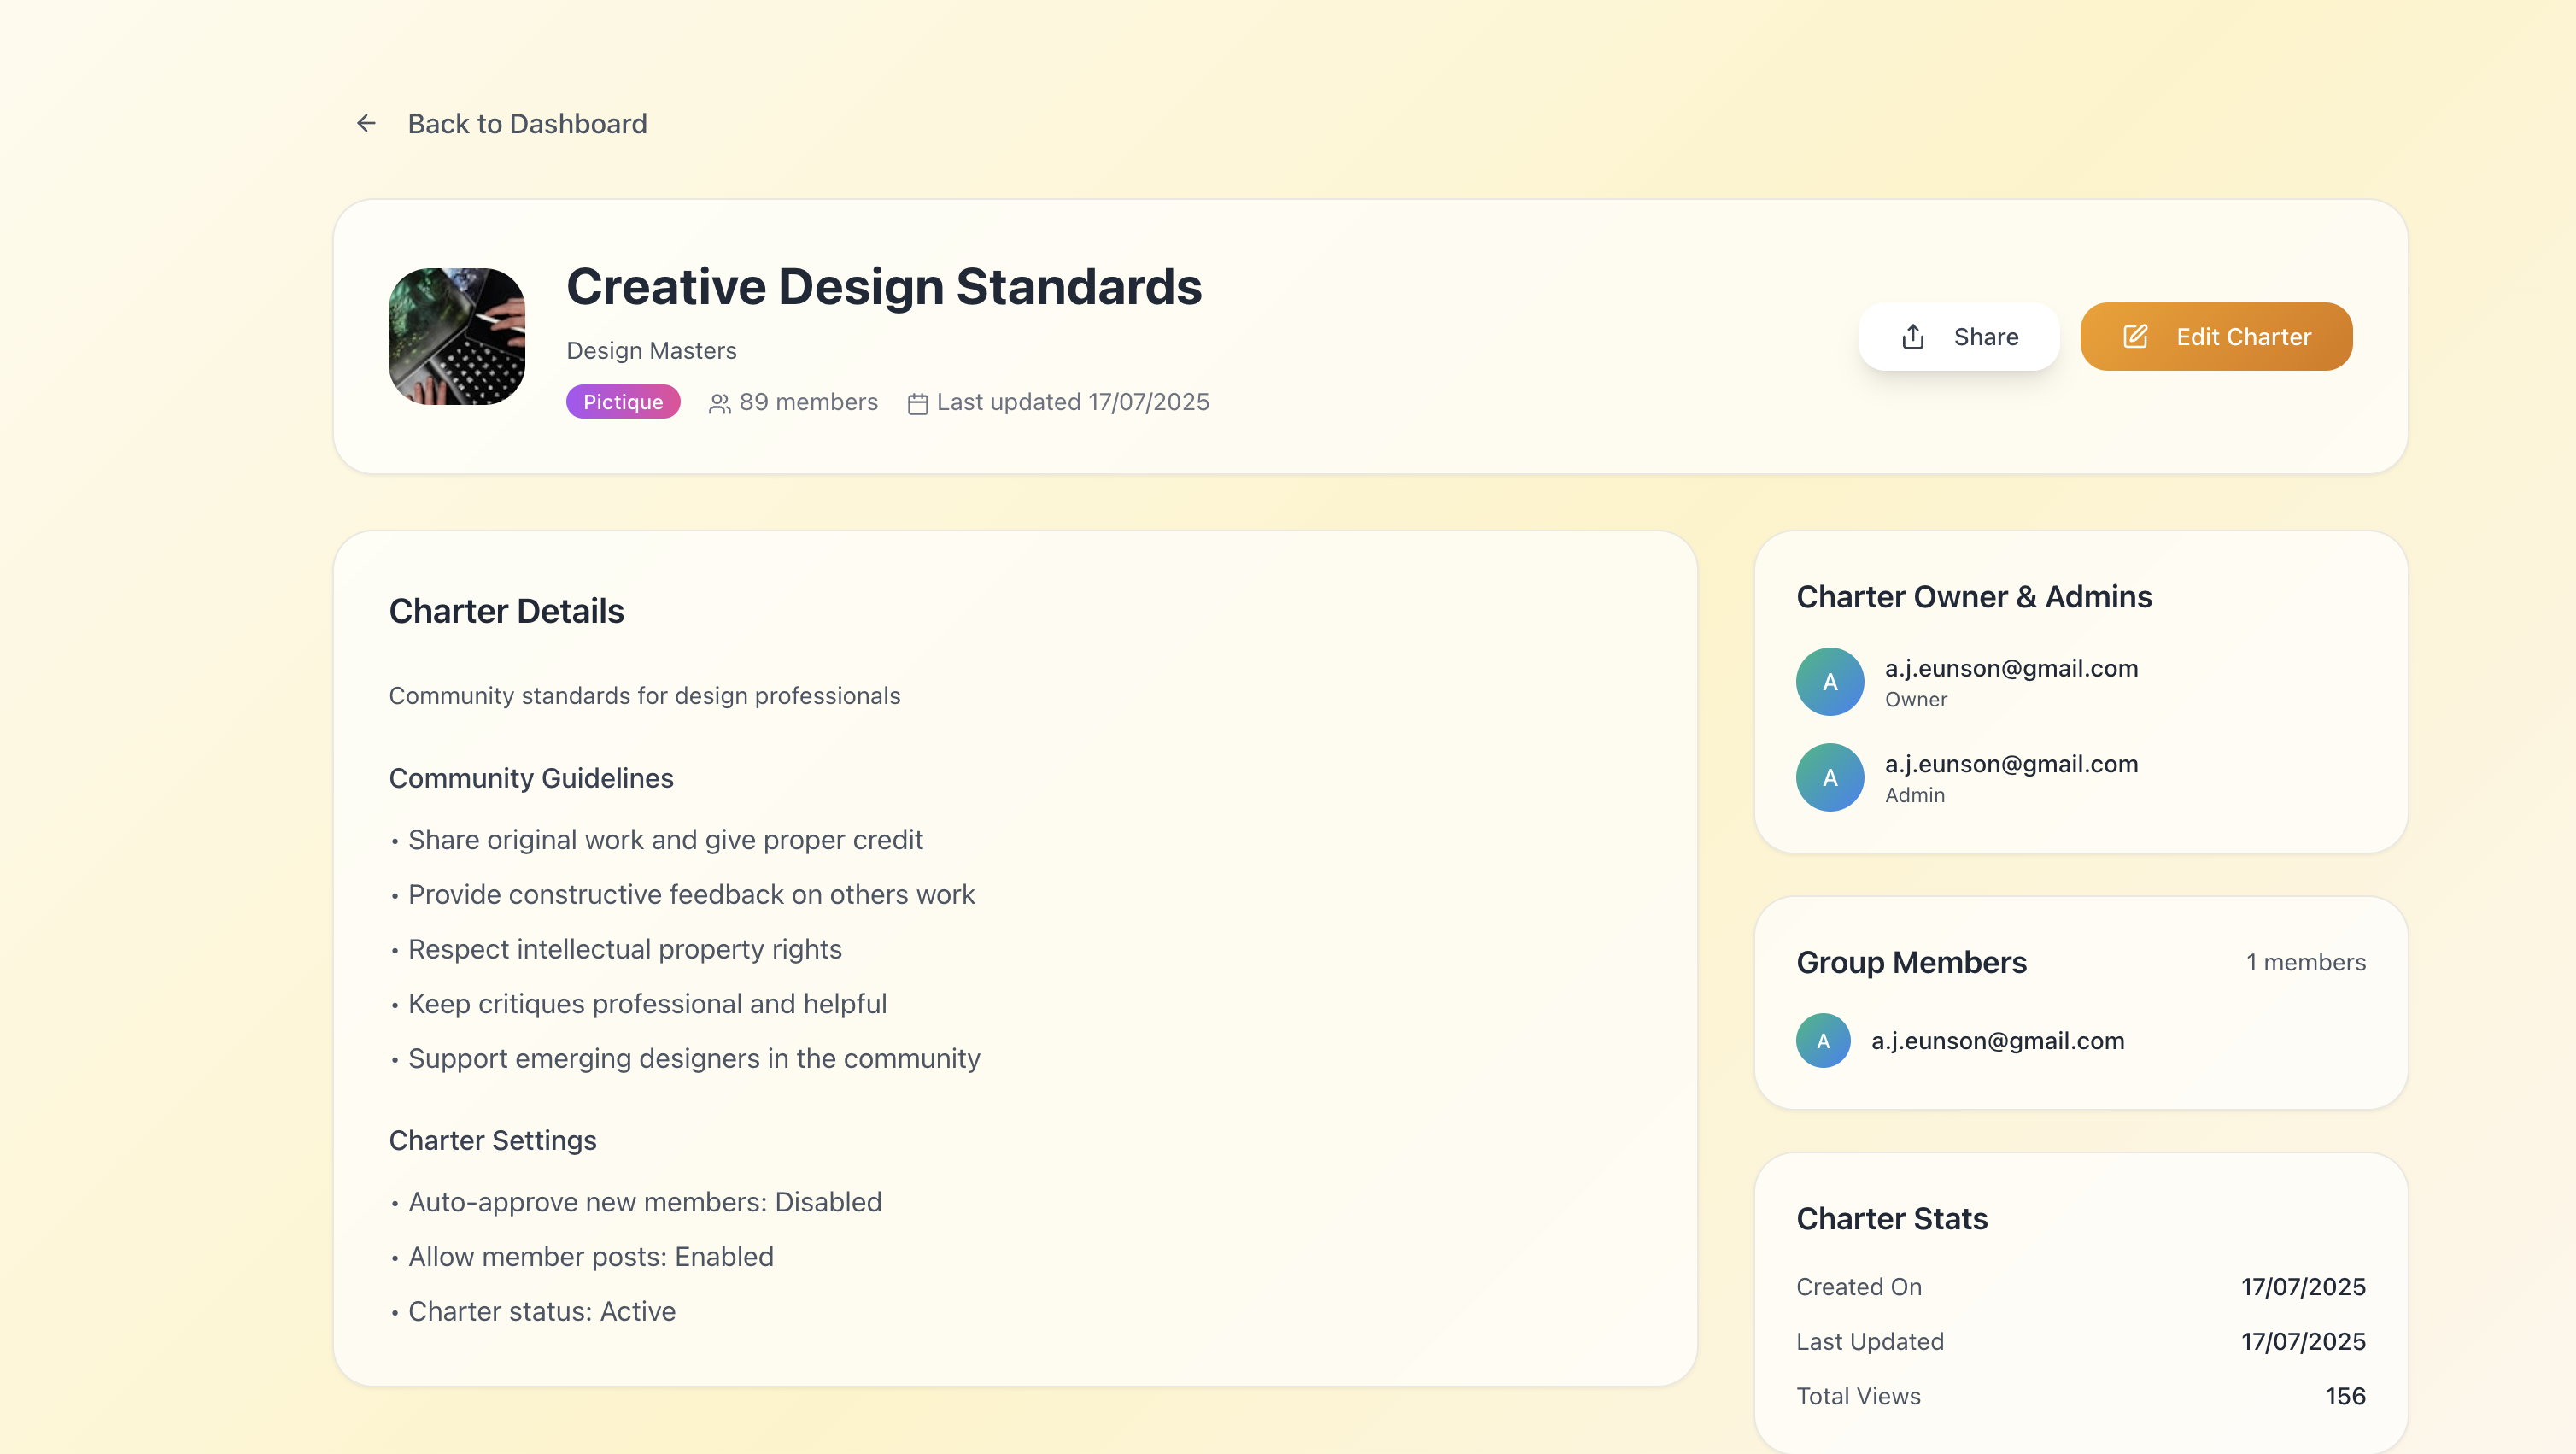 Back to Dashboard
Creative Design Standards
Design Masters
Pictique 89 members Last updated 17/07/2025
Share
Edit Charter
Charter Details
Community standards for design professionals
Community Guidelines
• Share original work and give proper credit
• Provide constructive feedback on others work
• Respect intellectual property rights
• Keep critiques professional and helpful
• Support emerging designers in the community
Charter Settings
• Auto-approve new members: Disabled
• Allow member posts: Enabled
• Charter status: Active
Charter Owner & Admins
A
a.j.eunson@gmail.com
Owner
A
a.j.eunson@gmail.com
Admin
Group Members 1 members
A a.j.eunson@gmail.com
Charter Stats
Created On 17/07/2025
Last Updated 17/07/2025
Total Views 156